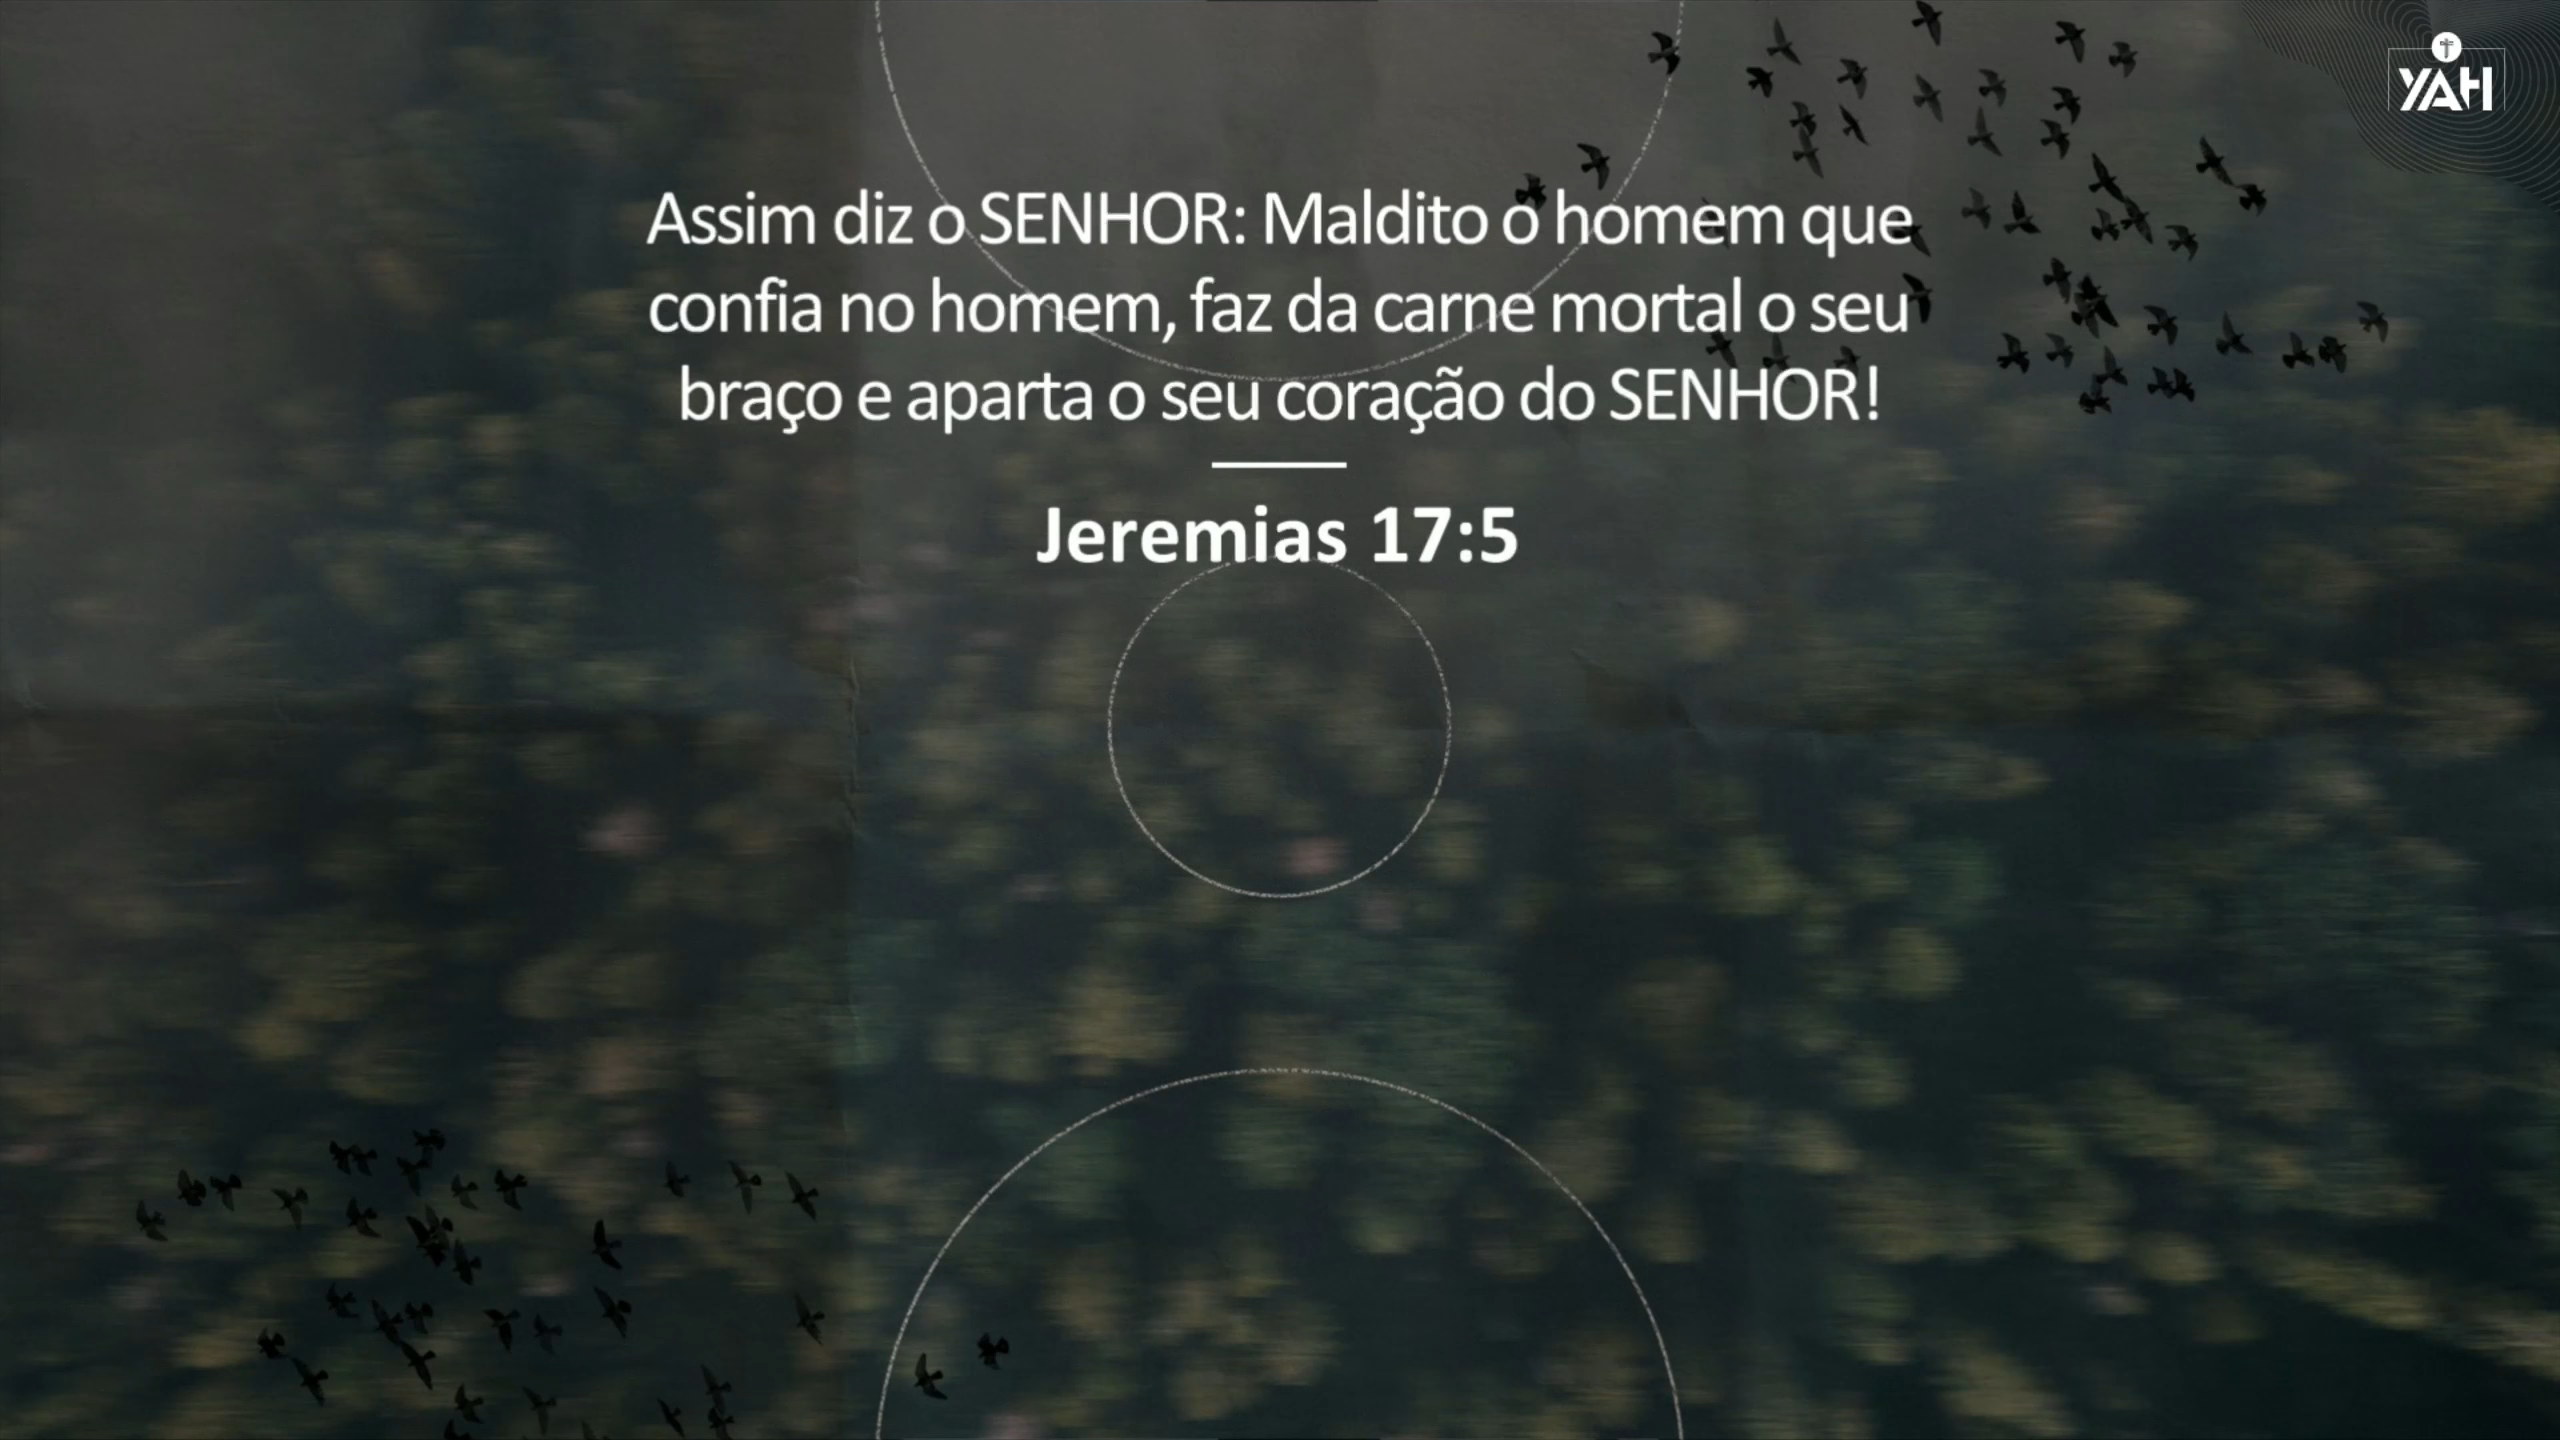 YAH
Assim diz o SENHOR: Maldito o homem que
confia no homem, faz da carne mortal o seu
braço e aparta o seu coração do SENHOR!
Jeremias 17:5